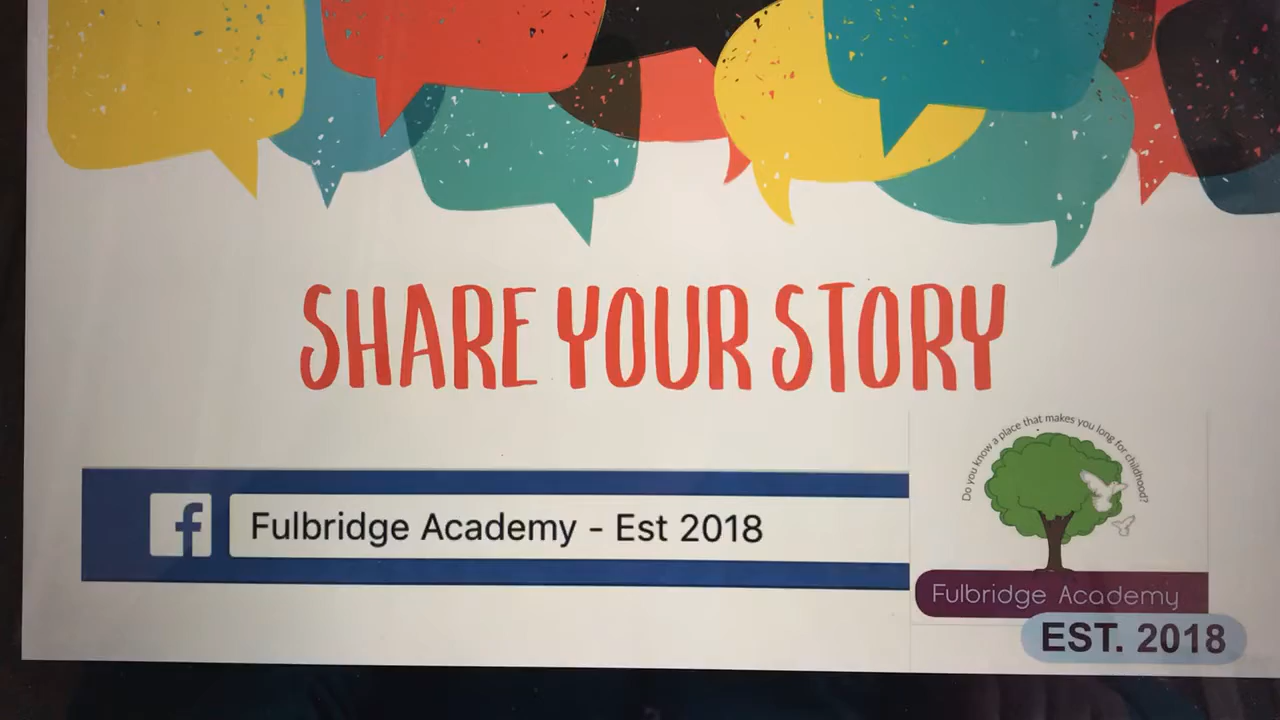 SHARE YOUR STORY
Fulbridge Academy - Est 2018
Do you know a place that makes you long for childhood?
Fulbridge Academy
EST. 2018